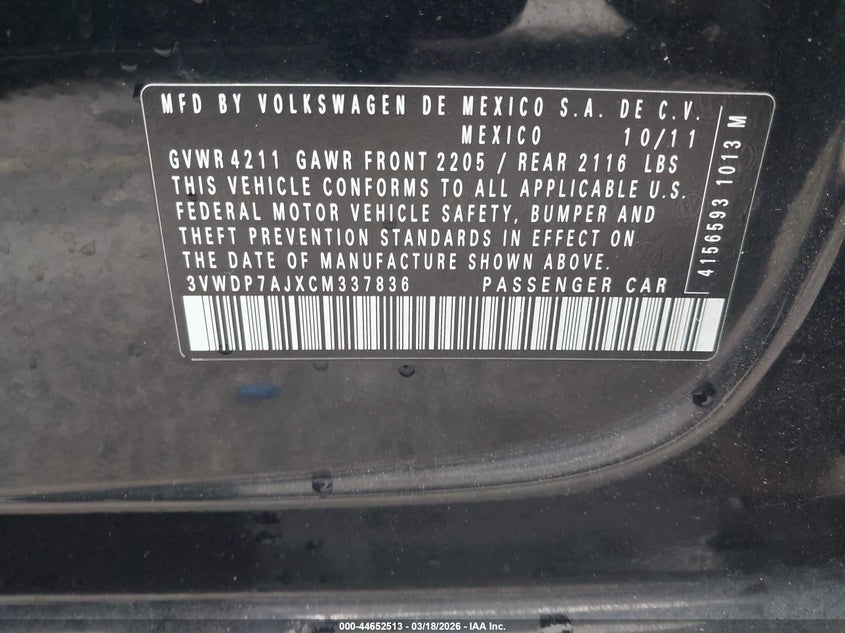 MFD BY VOLKSWAGEN DE MEXICO S.A. DE C.V.
MEXICO 10/11
GVWR 4211 GAWR FRONT 2205 / REAR 2116 LBS
THIS VEHICLE CONFORMS TO ALL APPLICABLE U.S.
FEDERAL MOTOR VEHICLE SAFETY, BUMPER AND
THEFT PREVENTION STANDARDS IN EFFECT ON
THE DATE OF MANUFACTURE SHOWN ABOVE.
3VWDP7AJXCM337836 PASSENGER CAR
4156593 1013 M
000-44652513 - 03/18/2026 - IAA Inc.